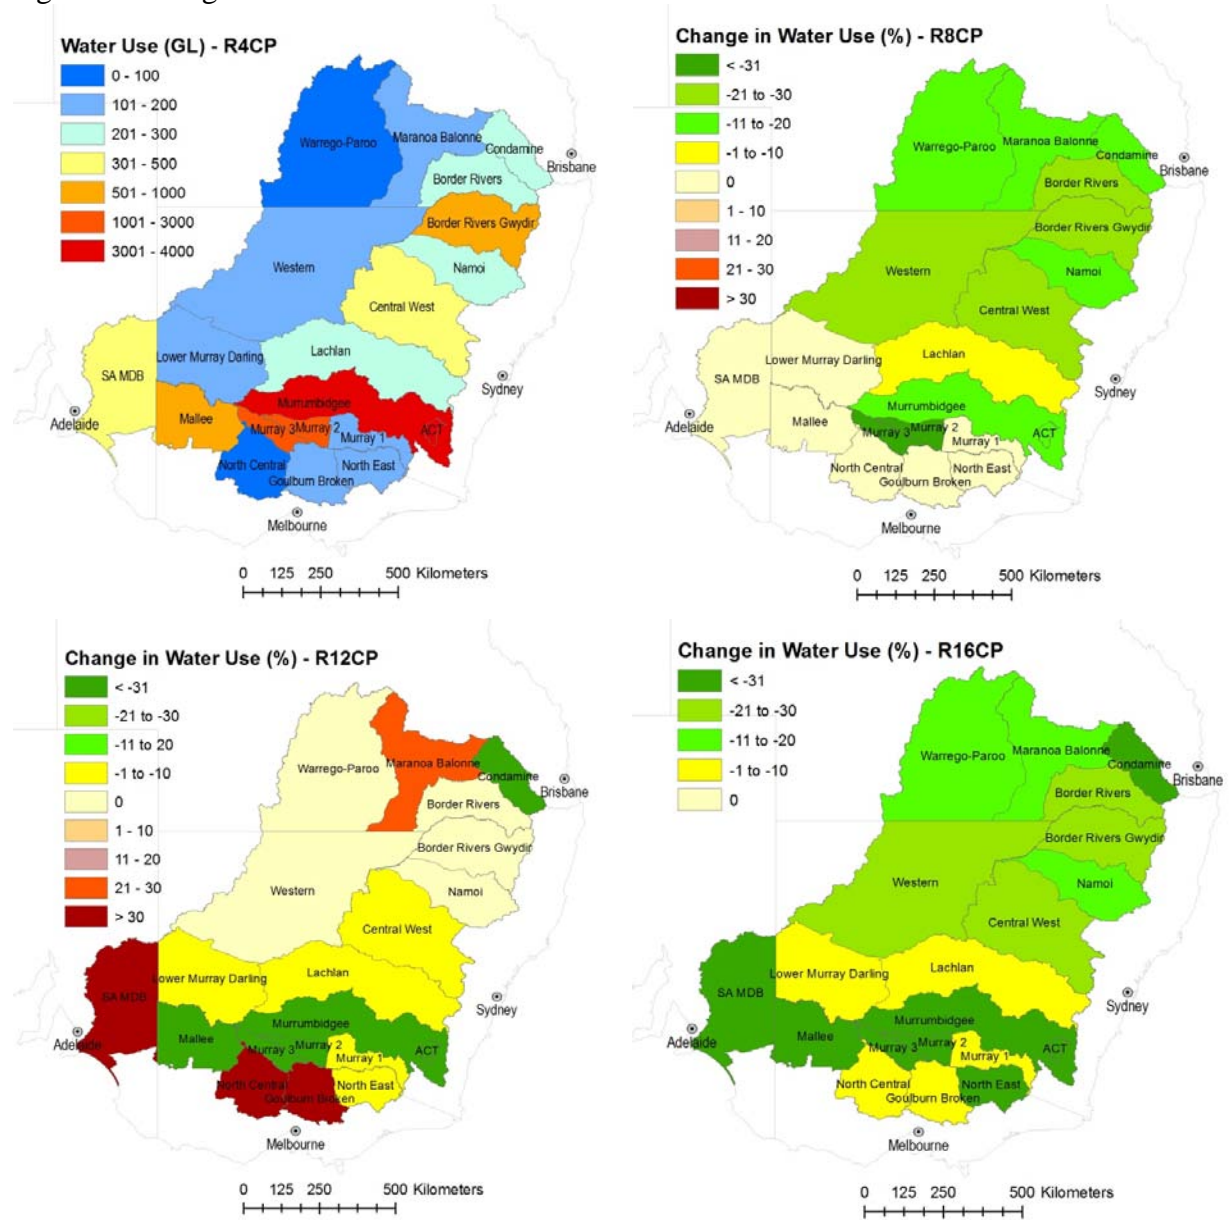 Water Use (GL) - R4CP
0 - 100
101 - 200
201 - 300
301 - 500
501 - 1000
1001 - 3000
3001 - 4000
Warrego-Paroo
Maranoa Balonne
Condamine
Brisbane
Border Rivers
Border Rivers Gwydir
Western
Namoi
Central West
Lower Murray Darling
Lachlan
SA MDB
Sydney
Murrumbidgee
Adelaide
Mallee
Murray 3
Murray 2
Murray 1
ACT
North Central
North East
Goulburn Broken
Melbourne
0 125 250 500 Kilometers
Change in Water Use (%) - R8CP
< -31
-21 to -30
-11 to -20
-1 to -10
0
1 - 10
11 - 20
21 - 30
> 30
Warrego-Paroo
Maranoa Balonne
Condamine
Brisbane
Border Rivers
Border Rivers Gwydir
Western
Namoi
Central West
Lower Murray Darling
Lachlan
SA MDB
Sydney
Murrumbidgee
Adelaide
Mallee
Murray 3
Murray 2
Murray 1
ACT
North Central
North East
Goulburn Broken
Melbourne
0 125 250 500 Kilometers
Change in Water Use (%) - R12CP
< -31
-21 to -30
-11 to 20
-1 to -10
0
1 - 10
11 - 20
21 - 30
> 30
Warrego-Paroo
Maranoa Balonne
Condamine
Brisbane
Border Rivers
Border Rivers Gwydir
Western
Namoi
Central West
Lower Murray Darling
Lachlan
SA MDB
Sydney
Murrumbidgee
Adelaide
Mallee
Murray 3
Murray 2
Murray 1
ACT
North Central
North East
Goulburn Broken
Melbourne
0 125 250 500 Kilometers
Change in Water Use (%) - R16CP
< -31
-21 to -30
-11 to -20
-1 to -10
0
Warrego-Paroo
Maranoa Balonne
Condamine
Brisbane
Border Rivers
Border Rivers Gwydir
Western
Namoi
Central West
Lower Murray Darling
Lachlan
SA MDB
Sydney
Murrumbidgee
Adelaide
Mallee
Murray 3
Murray 2
Murray 1
ACT
North Central
North East
Goulburn Broken
Melbourne
0 125 250 500 Kilometers